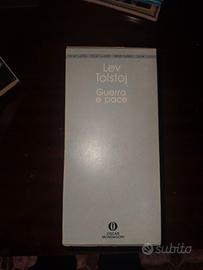 Lev
Tolstoj
Guerra
e pace
OSCAR
MONDADORI
subito